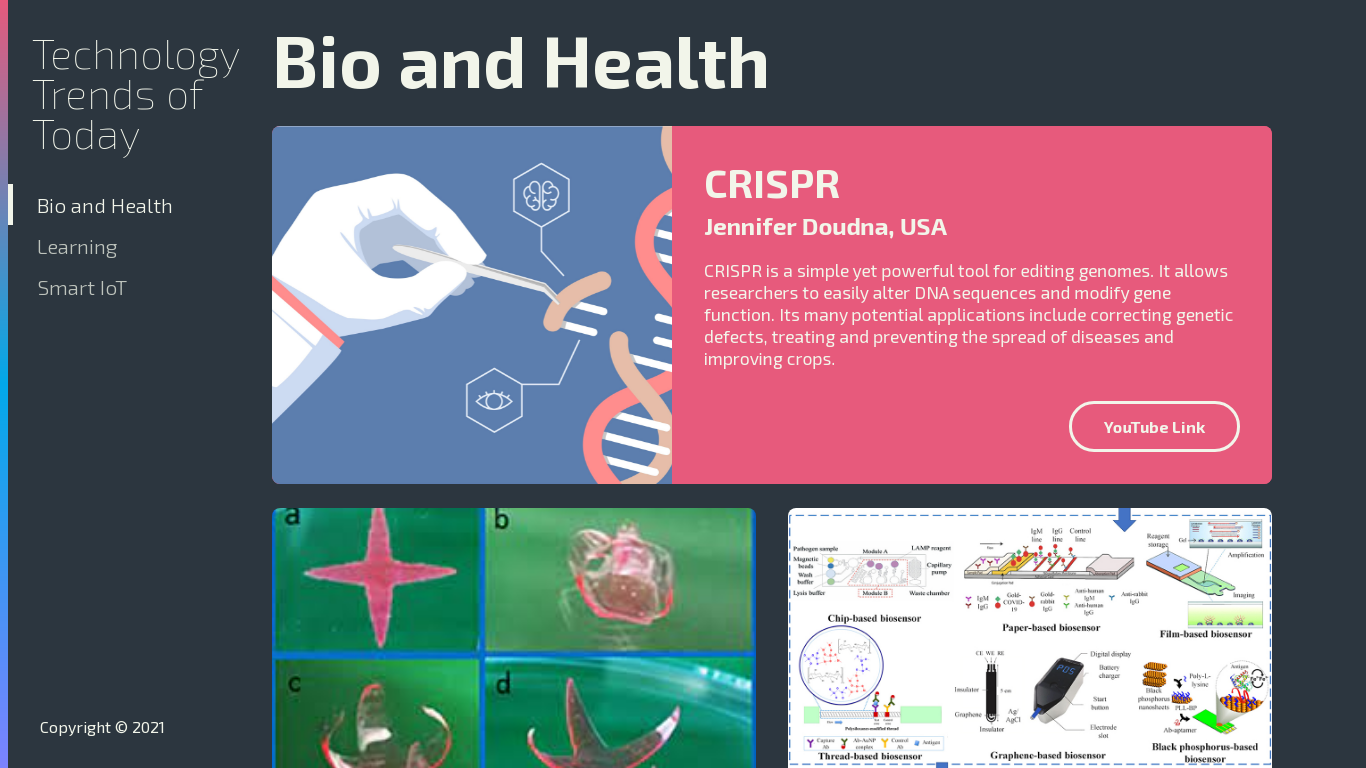 Technology
Trends of
Today
Bio and Health
Learning
Smart IoT
Copyright © 2021
Bio and Health
CRISPR
Jennifer Doudna, USA
CRISPR is a simple yet powerful tool for editing genomes. It allows
researchers to easily alter DNA sequences and modify gene
function. Its many potential applications include correcting genetic
defects, treating and preventing the spread of diseases and
improving crops.
YouTube Link
a
b
c
d
Pathogen sample
Module A
LAMP reagent
Magnetic
beads
Wash
buffer
Capillary
pump
Lysis buffer
Module B
Waste chamber
Chip-based biosensor
IgM
line
IgG
line
Control
line
IgM
IgG
Gold-
COVID-
19
Gold-
rabbit
IgG
Anti-human
IgM
Anti-human
IgG
Anti-rabbit
IgG
Paper-based biosensor
Reagent
storage
Amplification
Imaging
Film-based biosensor
Capture
Ab
Control
Ab
Antigen
Thread-based biosensor
CE WE RE
Insulator
5 cm
Graphene
Ag/
AgCl
Insulator
Digital display
Battery
charger
Start
button
Electrode
slot
Graphene-based biosensor
Black
phosphorus
nanosheets
Poly-L-
lysine
PLL-BP
Ab-aptamer
Antigen
Black phosphorus-based
biosensor